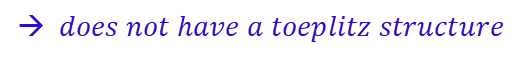 → does not have a toeplitz structure